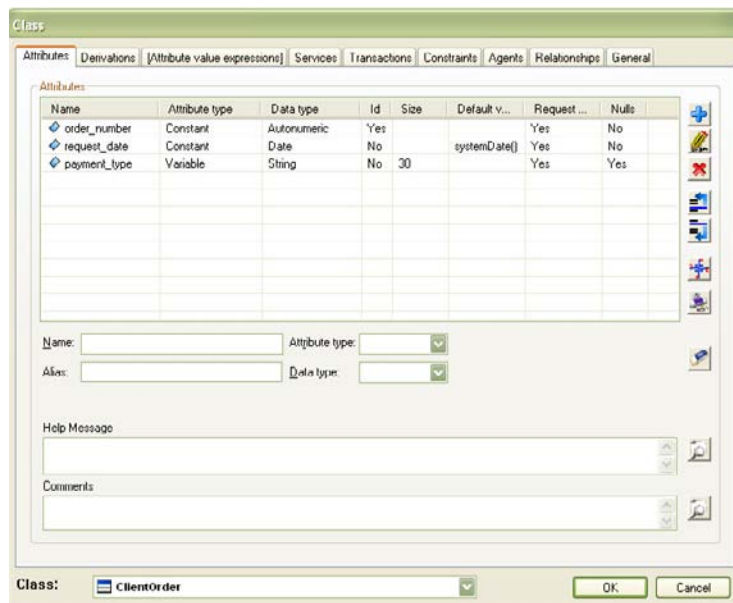 Class
Attributes Derivations [Attribute value expressions] Services Transactions Constraints Agents Relationships General
Attributes
Name Attribute type Data type Id Size Default v... Request ... Nulls
order_number Constant Autonumeric Yes Yes No
request_date Constant Date No systemDate() Yes No
payment_type Variable String No 30 Yes Yes
Name: Attribute type:
Alias: Data type:
Help Message
Comments
Class: ClientOrder OK Cancel